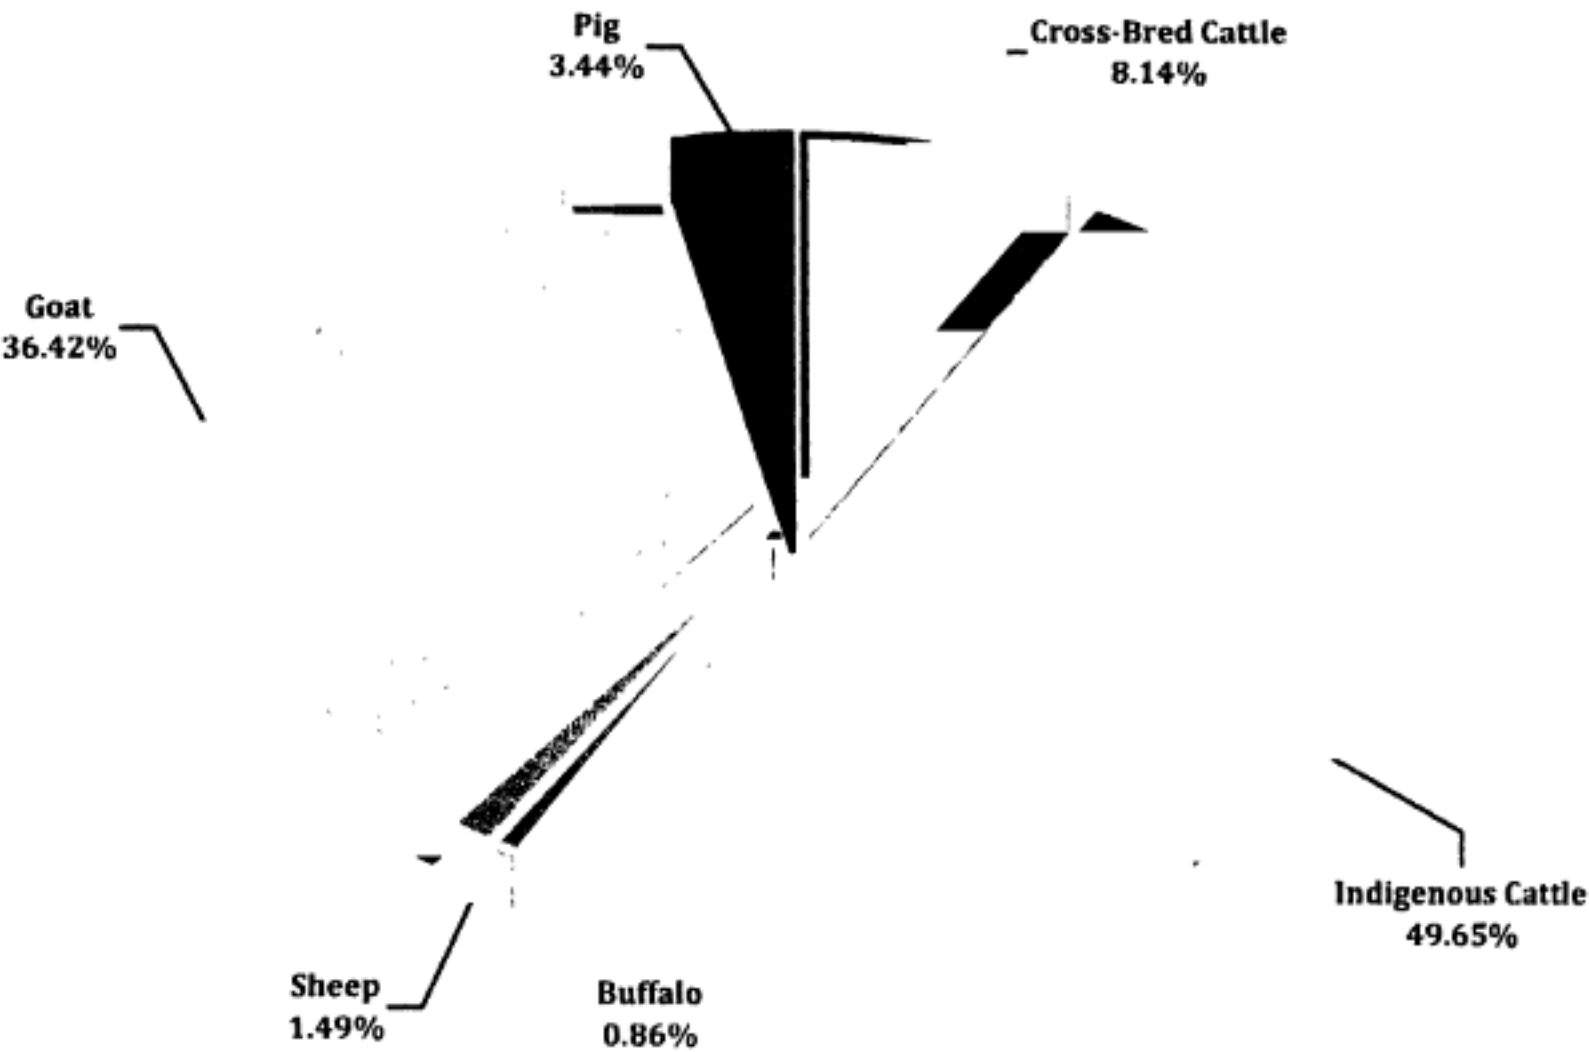 Pig
3.44%
Cross-Bred Cattle
8.14%
Goat
36.42%
Indigenous Cattle
49.65%
Sheep
1.49%
Buffalo
0.86%